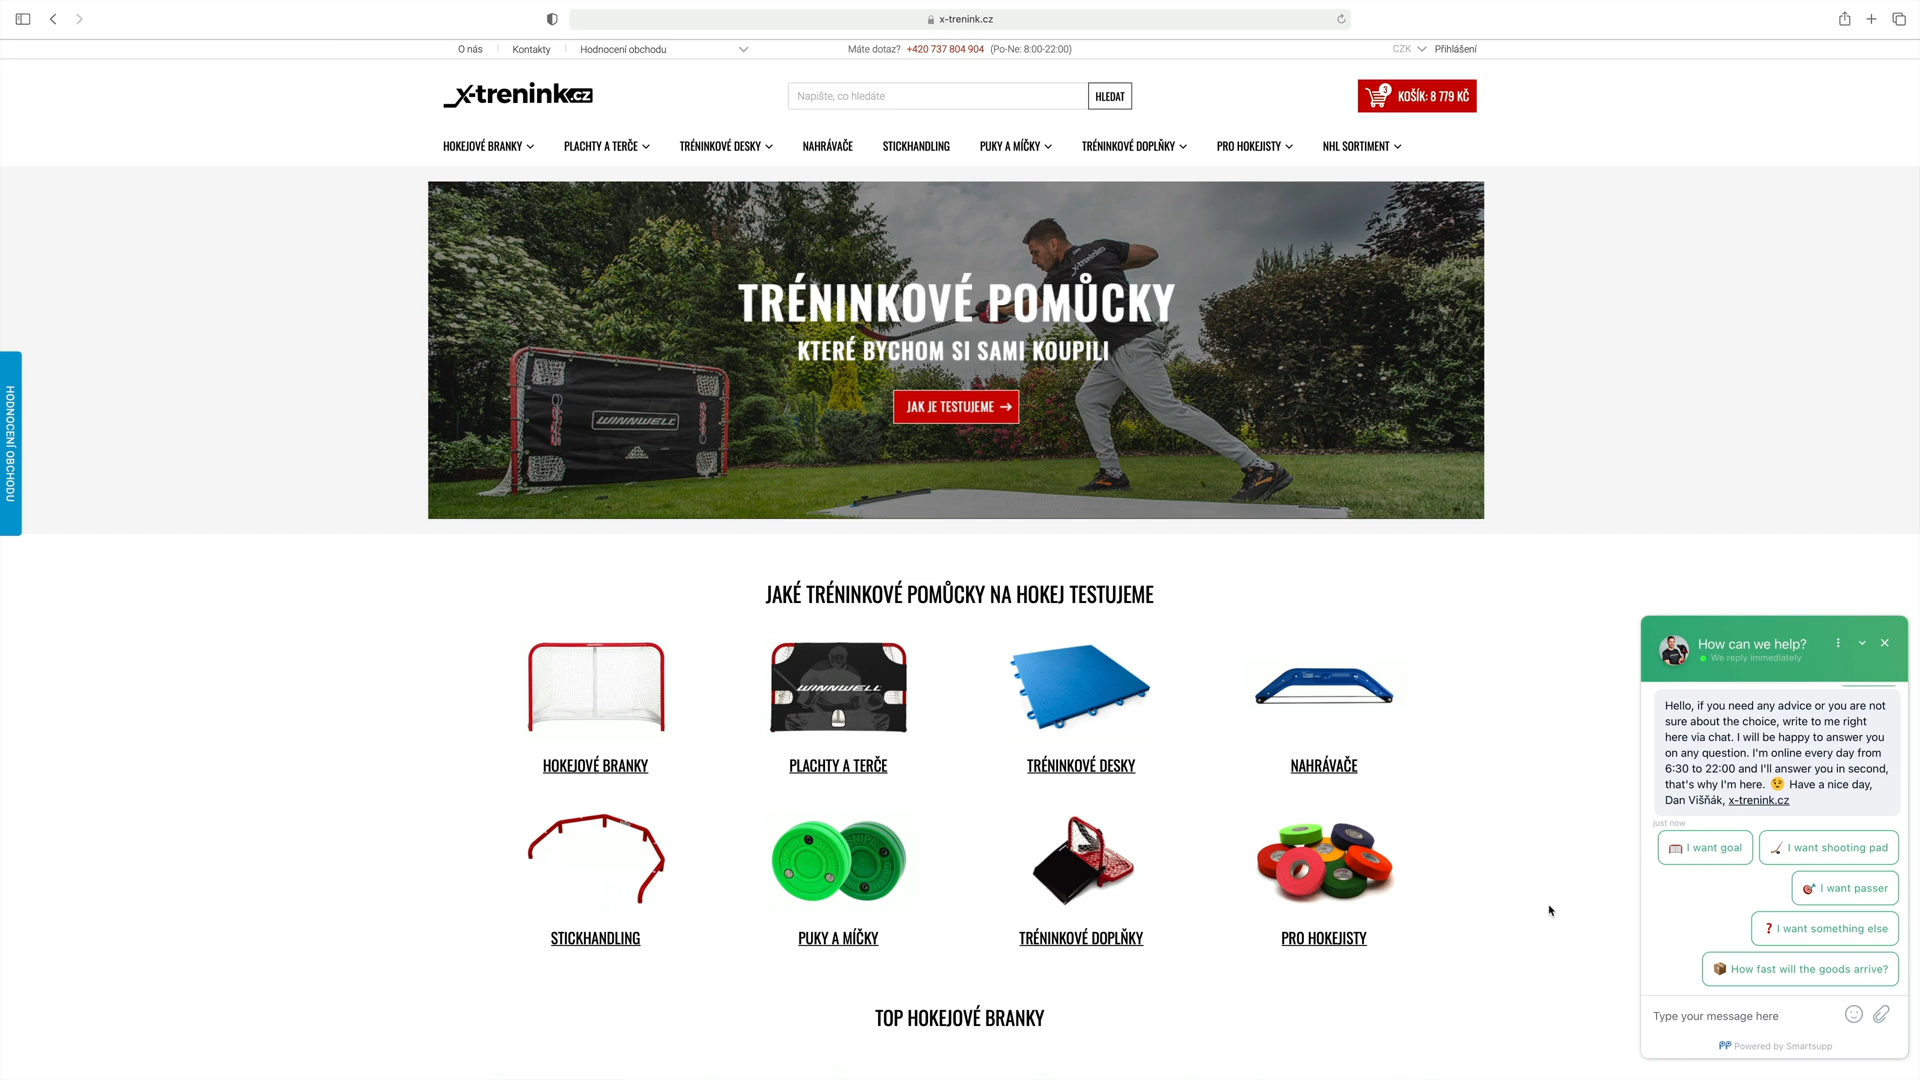 x-trenink.cz
O nás
Kontakty
Hodnocení obchodu
Máte dotaz? +420 737 804 904 (Po-Ne: 8:00-22:00)
CZK
Přihlášení
x-trenink.cz
Napište, co hledáte
HLEDAT
3
KOŠÍK: 8 779 KČ
HOKEJOVÉ BRANKY
PLACHTY A TERČE
TRÉNINKOVÉ DESKY
NAHRÁVAČE
STICKHANDLING
PUKY A MÍČKY
TRÉNINKOVÉ DOPLŇKY
PRO HOKEJISTY
NHL SORTIMENT
TRÉNINKOVÉ POMŮCKY
KTERÉ BYCHOM SI SAMI KOUPILI
JAK JE TESTUJEME →
x-trenink
WINNWELL
HODNOCENÍ OBCHODU
JAKÉ TRÉNINKOVÉ POMŮCKY NA HOKEJ TESTUJEME
WINNWELL
HOKEJOVÉ BRANKY
PLACHTY A TERČE
TRÉNINKOVÉ DESKY
NAHRÁVAČE
STICKHANDLING
PUKY A MÍČKY
TRÉNINKOVÉ DOPLŇKY
PRO HOKEJISTY
TOP HOKEJOVÉ BRANKY
How can we help?
We reply immediately
Hello, if you need any advice or you are not
sure about the choice, write to me right
here via chat. I will be happy to answer you
on any question. I'm online every day from
6:30 to 22:00 and I'll answer you in second,
that's why I'm here. 😉 Have a nice day,
Dan Višňák, x-trenink.cz
just now
I want goal
I want shooting pad
I want passer
I want something else
How fast will the goods arrive?
Type your message here
Powered by Smartsupp